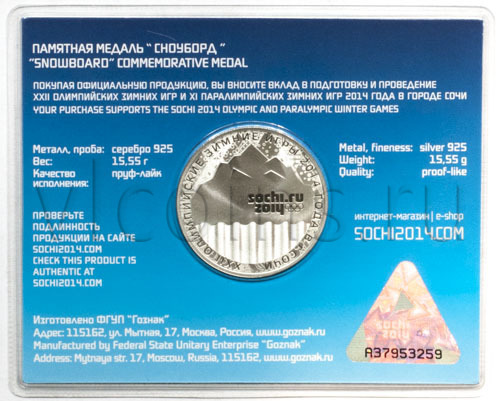 ПАМЯТНАЯ МЕДАЛЬ “ СНОУБОРД ”
“SNOWBOARD” COMMEMORATIVE MEDAL
ПОКУПАЯ ОФИЦИАЛЬНУЮ ПРОДУКЦИЮ, ВЫ ВНОСИТЕ ВКЛАД В ПОДГОТОВКУ И ПРОВЕДЕНИЕ
XXII ОЛИМПИЙСКИХ ЗИМНИХ ИГР И XI ПАРАЛИМПИЙСКИХ ЗИМНИХ ИГР 2014 ГОДА В ГОРОДЕ СОЧИ
YOUR PURCHASE SUPPORTS THE SOCHI 2014 OLYMPIC AND PARALYMPIC WINTER GAMES
Металл, проба: серебро 925
Вес: 15,55 г
Качество пруф-лайк
исполнения:
Metal, fineness: silver 925
Weight: 15,55 g
Quality: proof-like
XXII ОЛИМПИЙСКИЕ ЗИМНИЕ ИГРЫ 2014 ГОДА В СОЧИ
sochi.ru
2014
ПРОВЕРЬТЕ
ПОДЛИННОСТЬ
ПРОДУКЦИИ НА САЙТЕ
SOCHI2014.COM
CHECK THIS PRODUCT IS
AUTHENTIC AT
SOCHI2014.COM
интернет-магазин | e-shop
SOCHI2014.COM
Изготовлено ФГУП “Гознак”
Адрес: 115162, ул. Мытная, 17, Москва, Россия, www.goznak.ru
Manufactured by Federal State Unitary Enterprise “Goznak”
Address: Mytnaya str. 17, Moscow, Russia, 115162, www.goznak.ru
sochi
2014
A37953259